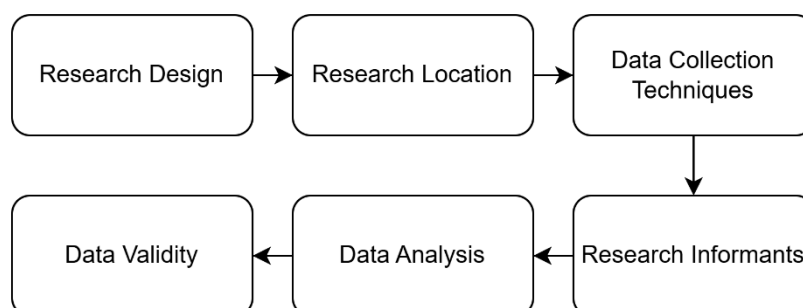 Research Design
Research Location
Data Collection
Techniques
Research Informants
Data Analysis
Data Validity